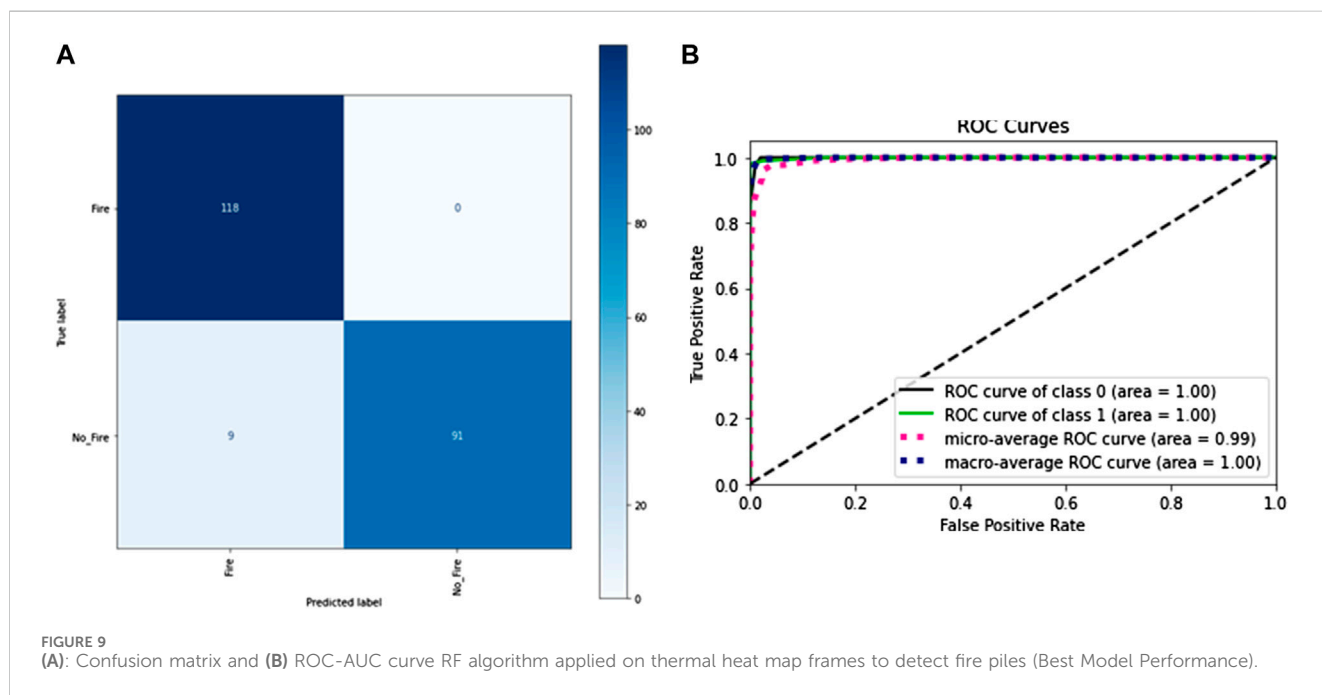 A
Fire
118
0
No_Fire
9
91
True label
Fire
No_Fire
Predicted label
100
80
60
40
20
0
B
ROC Curves
1.0
0.8
0.6
0.4
0.2
0.0
True Positive Rate
ROC curve of class 0 (area = 1.00)
ROC curve of class 1 (area = 1.00)
micro-average ROC curve (area = 0.99)
macro-average ROC curve (area = 1.00)
0.0 0.2 0.4 0.6 0.8 1.0
False Positive Rate
FIGURE 9
(A): Confusion matrix and (B) ROC-AUC curve RF algorithm applied on thermal heat map frames to detect fire piles (Best Model Performance).